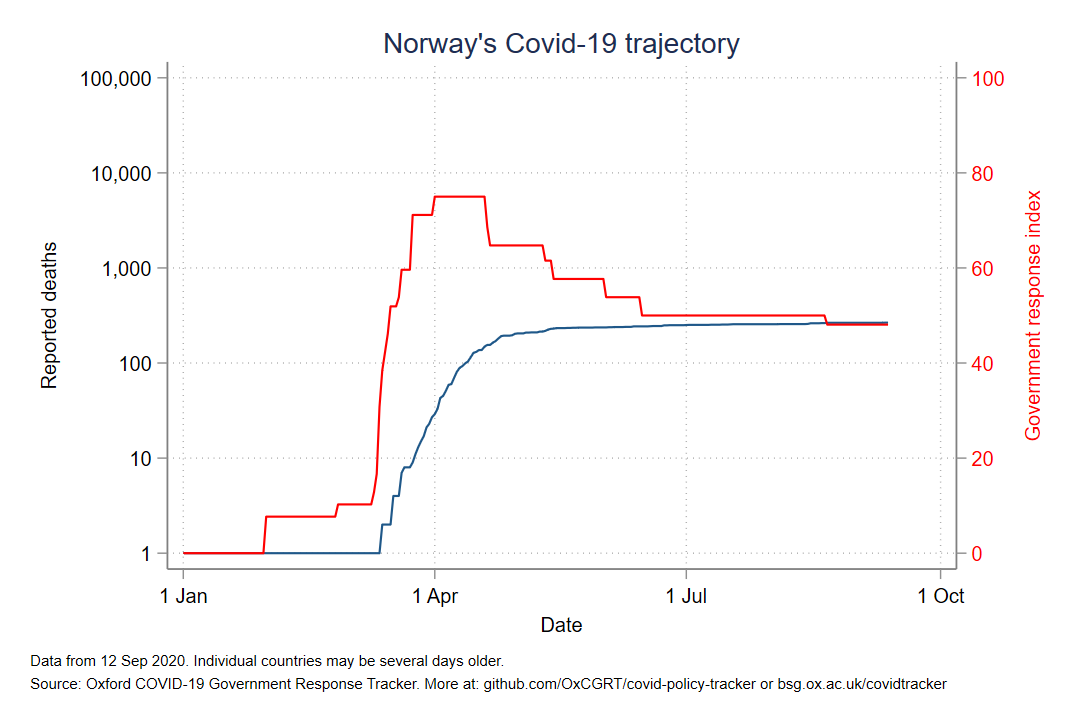 Norway's Covid-19 trajectory
100,000
10,000
1,000
100
10
1
Reported deaths
100
80
60
40
20
0
Government response index
1 Jan
1 Apr
1 Jul
1 Oct
Date
Data from 12 Sep 2020. Individual countries may be several days older.
Source: Oxford COVID-19 Government Response Tracker. More at: github.com/OxCGRT/covid-policy-tracker or bsg.ox.ac.uk/covidtracker